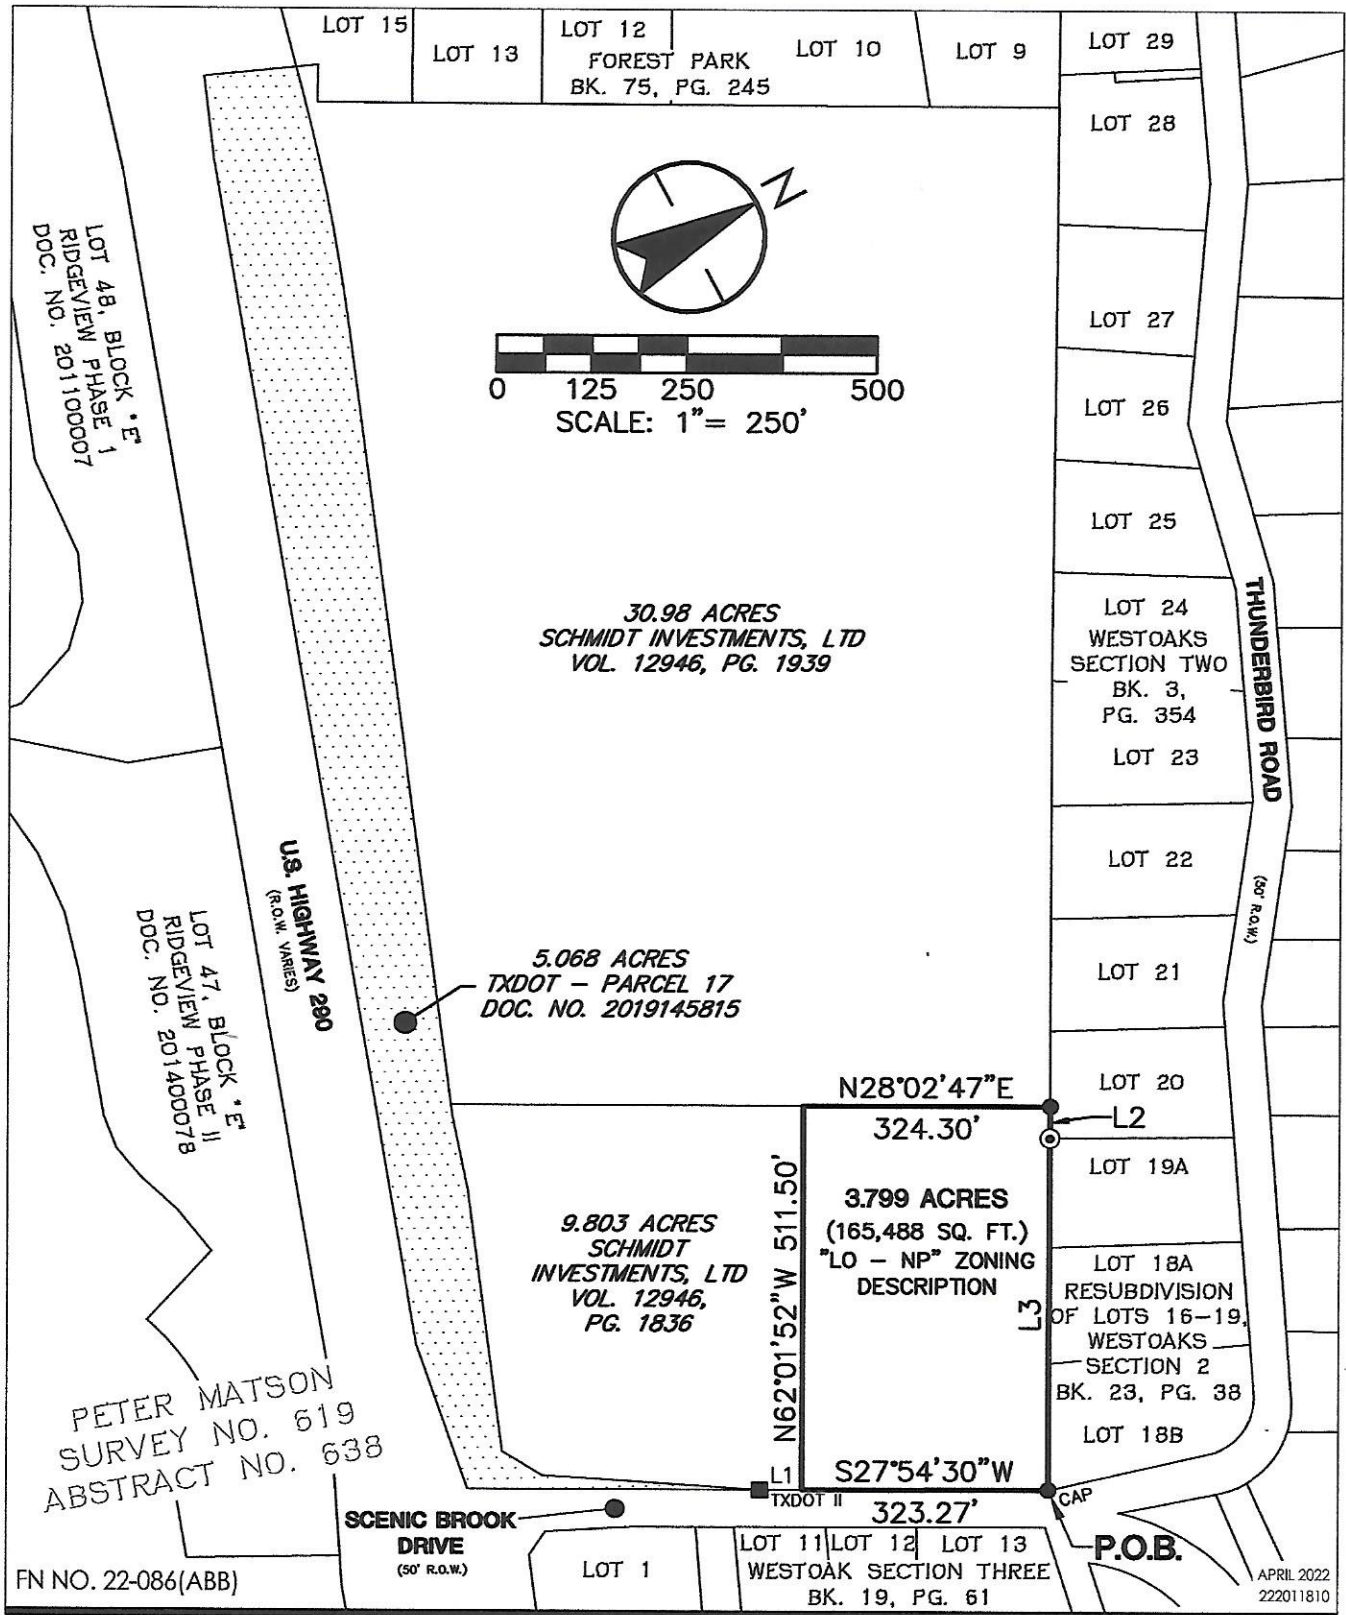 LOT 15
LOT 13
LOT 12
FOREST PARK
BK. 75, PG. 245
LOT 10
LOT 9
LOT 29
LOT 28
N
LOT 48, BLOCK "E"
RIDGEVIEW PHASE 1
DOC. NO. 201100007
0 125 250 500
SCALE: 1"= 250'
LOT 27
LOT 26
LOT 25
LOT 24
WESTOAKS
SECTION TWO
BK. 3,
PG. 354
LOT 23
THUNDERBIRD ROAD
(50' R.O.W.)
30.98 ACRES
SCHMIDT INVESTMENTS, LTD
VOL. 12946, PG. 1939
LOT 22
U.S. HIGHWAY 290
(R.O.W. VARIES)
LOT 47, BLOCK "E"
RIDGEVIEW PHASE II
DOC. NO. 201400078
5.068 ACRES
TXDOT – PARCEL 17
DOC. NO. 2019145815
LOT 21
LOT 20
N28°02'47"E
324.30'
L2
LOT 19A
N62°01'52"W 511.50'
3.799 ACRES
(165,488 SQ. FT.)
"LO – NP" ZONING
DESCRIPTION
9.803 ACRES
SCHMIDT
INVESTMENTS, LTD
VOL. 12946,
PG. 1836
L3
LOT 18A
RESUBDIVISION
OF LOTS 16-19,
WESTOAKS
SECTION 2
BK. 23, PG. 38
LOT 18B
PETER MATSON
SURVEY NO. 619
ABSTRACT NO. 638
L1
TXDOT II
S27°54'30"W
323.27'
CAP
P.O.B.
SCENIC BROOK
DRIVE
(50' R.O.W.)
LOT 1
LOT 11 LOT 12 LOT 13
WESTOAK SECTION THREE
BK. 19, PG. 61
FN NO. 22-086(ABB)
APRIL 2022
222011810